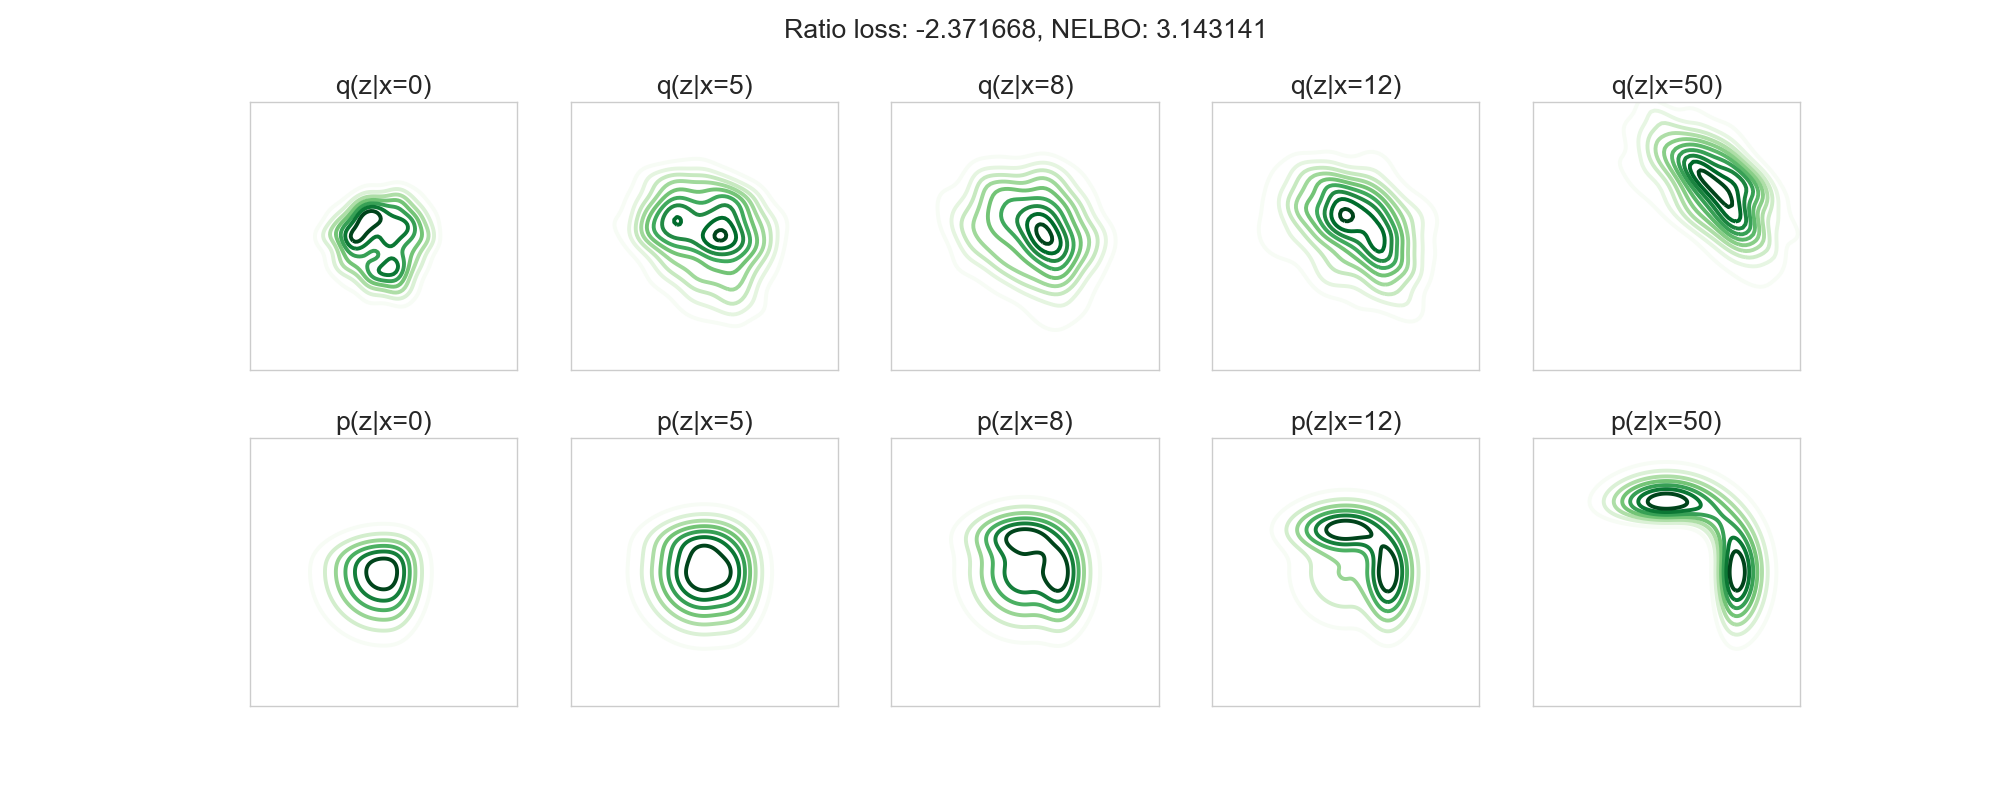 Ratio loss: -2.371668, NELBO: 3.143141
q(z|x=0) q(z|x=5) q(z|x=8) q(z|x=12) q(z|x=50)
p(z|x=0) p(z|x=5) p(z|x=8) p(z|x=12) p(z|x=50)